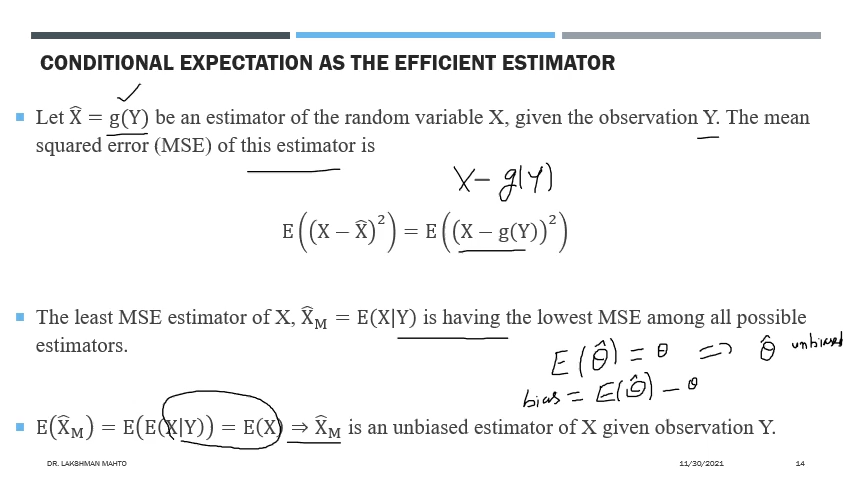 CONDITIONAL EXPECTATION AS THE EFFICIENT ESTIMATOR
Let X̂ = g(Y) be an estimator of the random variable X, given the observation Y. The mean
squared error (MSE) of this estimator is
X - g(Y)
E((X − X̂)²) = E((X − g(Y))²)
The least MSE estimator of X, X̂_M = E(X|Y) is having the lowest MSE among all possible
estimators.
E(θ̂) = θ ⇒ θ̂ unbiased
bias = E(θ̂) − θ
E(X̂_M) = E(E(X|Y)) = E(X) ⇒ X̂_M is an unbiased estimator of X given observation Y.
DR. LAKSHMAN MAHTO 11/30/2021 14